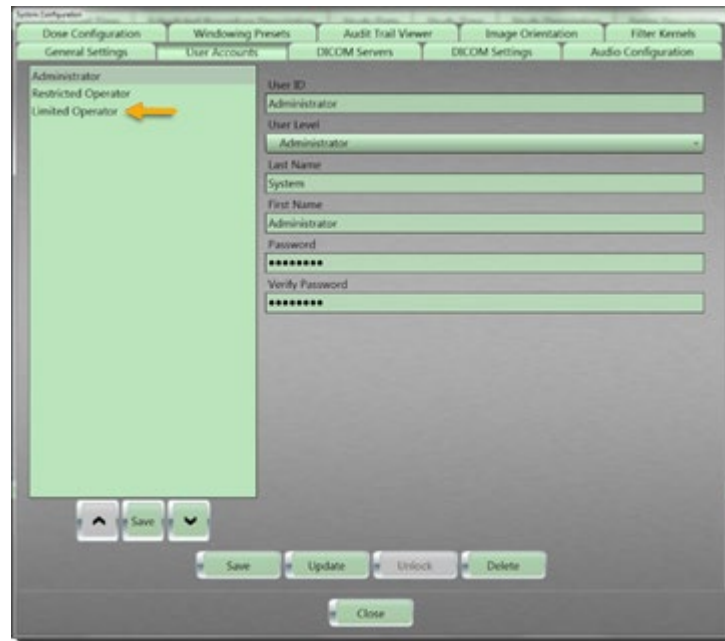 System Configuration
Dose Configuration
Windowing Presets
Audit Trail Viewer
Image Orientation
Filter Kernels
General Settings
User Accounts
DICOM Servers
DICOM Settings
Audio Configuration
Administrator
Restricted Operator
Limited Operator
User ID
Administrator
User Level
Administrator
Last Name
System
First Name
Administrator
Password
••••••••
Verify Password
••••••••
Save
Save
Update
Unlock
Delete
Close